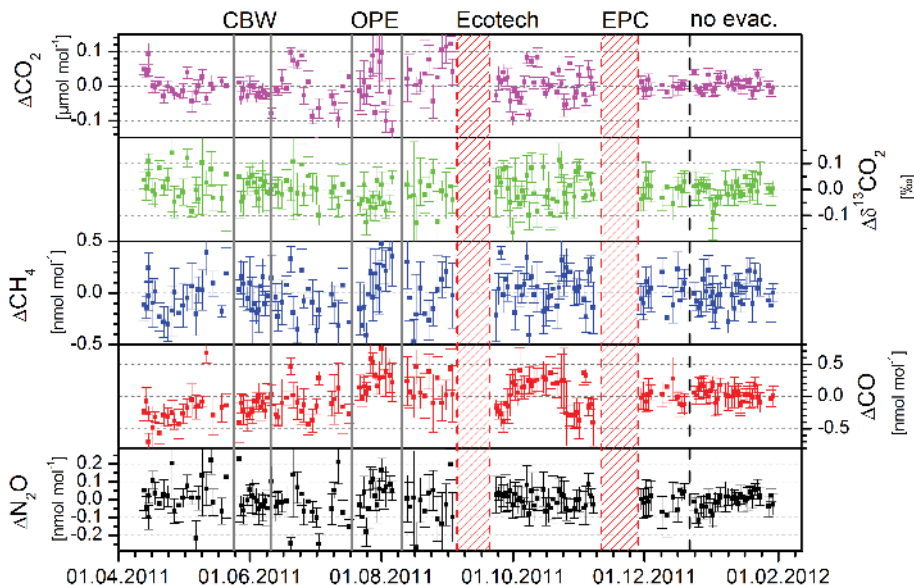 CBW OPE Ecotech EPC no evac.
ΔCO₂
[µmol mol⁻¹]
0.1
0.0
-0.1
Δδ¹³CO₂
[‰]
0.1
0.0
-0.1
ΔCH₄
[nmol mol⁻]
0.5
0.0
-0.5
ΔCO
[nmol mol⁻]
0.5
0.0
-0.5
ΔN₂O
[nmol mol⁻¹]
0.2
0.1
0.0
-0.1
-0.2
01.04.2011 01.06.2011 01.08.2011 01.10.2011 01.12.2011 01.02.2012